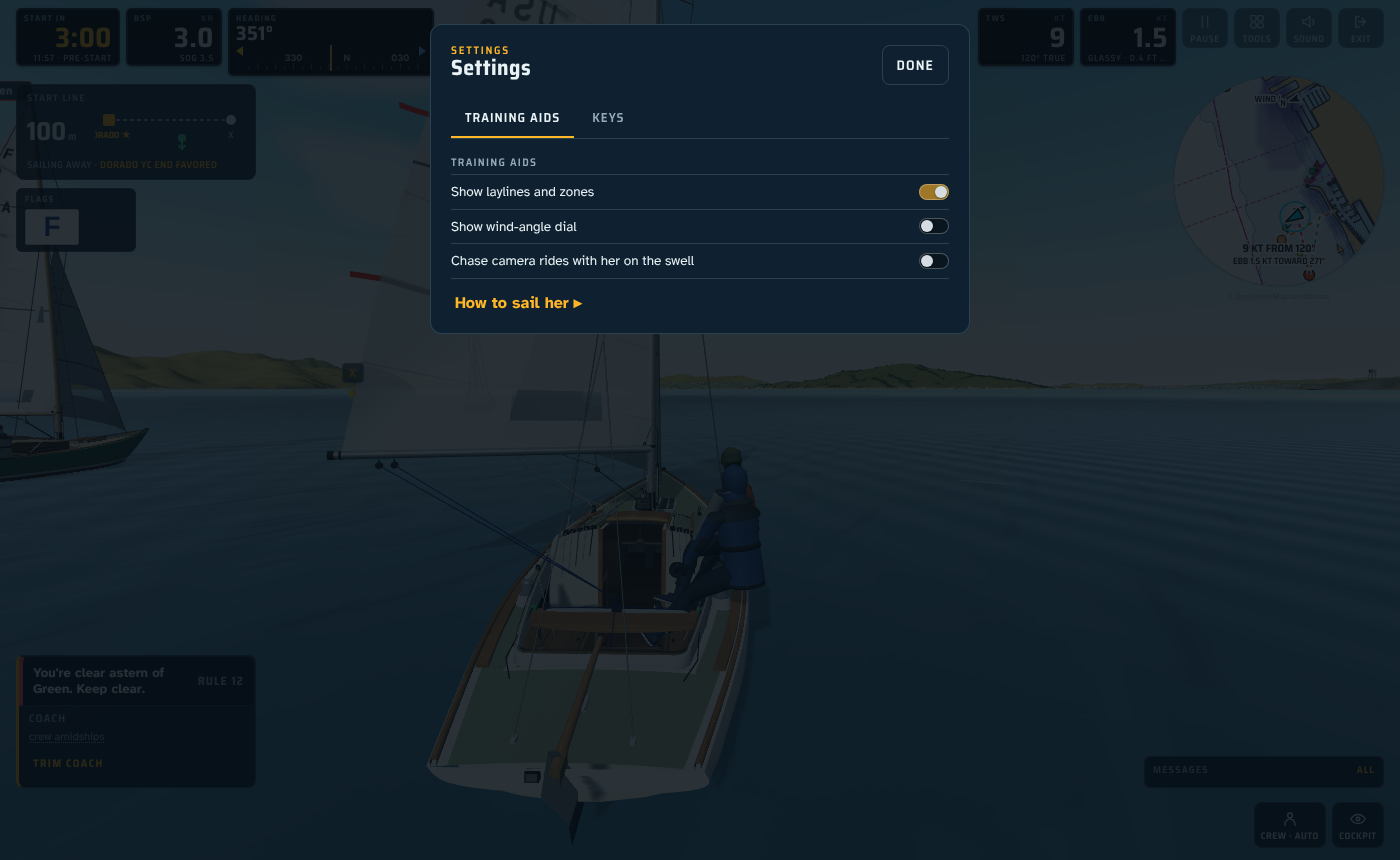 START IN
3:00
11:57 · PRE-START
BSP KN
3.0
SOG 3.5
HEADING
351°
330 N 030
TWS KT
9
120° TRUE
EBB KT
1.5
GLASSY · 0.4 FT ...
PAUSE
TOOLS
SOUND
EXIT
SETTINGS
Settings
DONE
TRAINING AIDS KEYS
TRAINING AIDS
Show laylines and zones
Show wind-angle dial
Chase camera rides with her on the swell
How to sail her ▸
START LINE
100 m
X
SAILING AWAY · DORADO YC END FAVORED
FLAGS
F
WIND
N
9 KT FROM 120°
EBB 1.5 KT TOWARD 271°
X
You're clear astern of
Green. Keep clear.
RULE 12
COACH
crew amidships
TRIM COACH
MESSAGES ALL
CREW · AUTO
COCKPIT